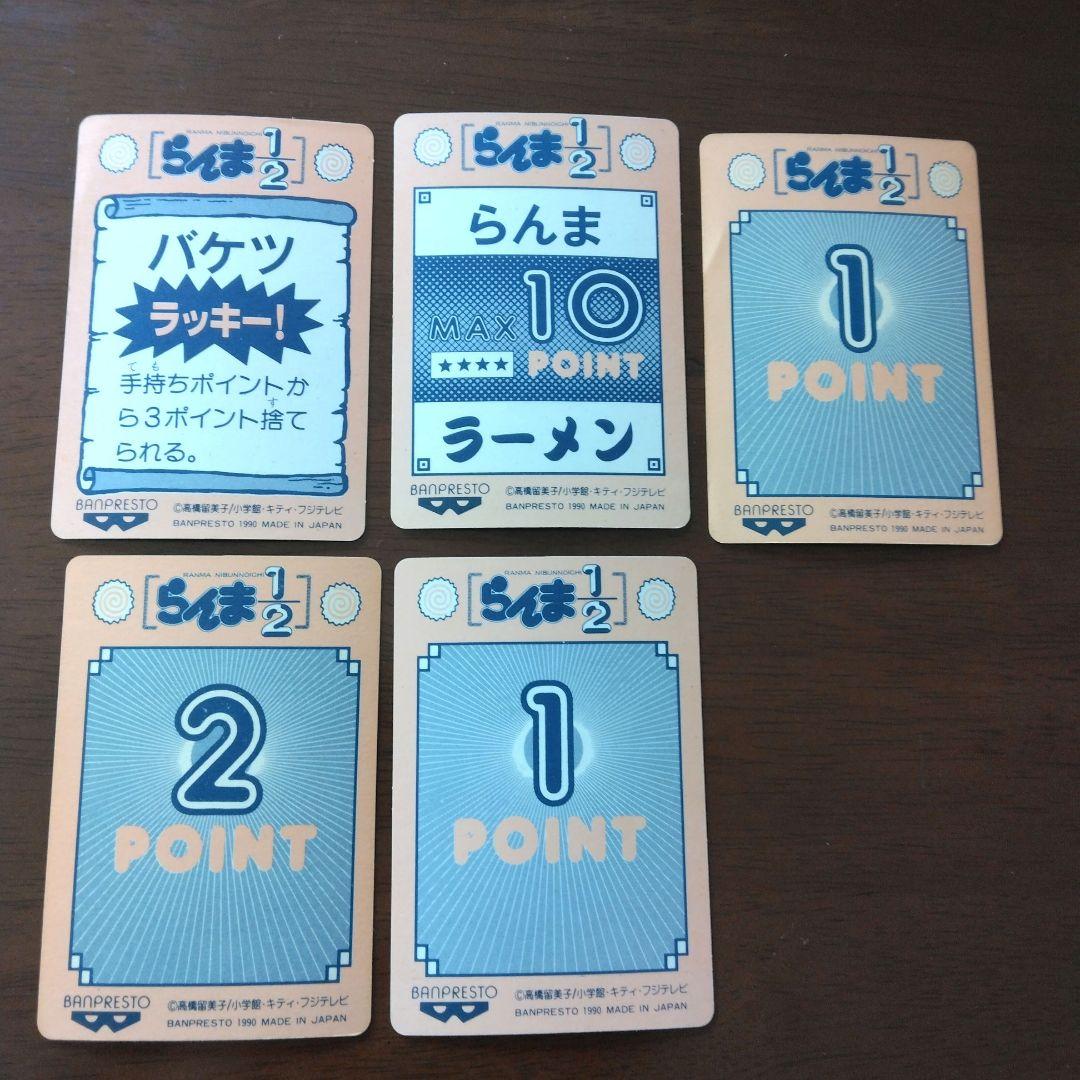 RANMA NIBUNNOICHI
らんま1/2
バケツ
ラッキー!
てもす
手持ちポイントか
ら3ポイント捨て
られる。
BANPRESTO
©高橋留美子/小学館・キティ・フジテレビ
BANPRESTO 1990 MADE IN JAPAN
RANMA NIBUNNOICHI
らんま1/2
らんま
MAX 10
★★★★ POINT
ラーメン
BANPRESTO
©高橋留美子/小学館・キティ・フジテレビ
BANPRESTO 1990 MADE IN JAPAN
RANMA NIBUNNOICHI
らんま1/2
1
POINT
BANPRESTO
©高橋留美子/小学館・キティ・フジテレビ
BANPRESTO 1990 MADE IN JAPAN
RANMA NIBUNNOICHI
らんま1/2
2
POINT
BANPRESTO
©高橋留美子/小学館・キティ・フジテレビ
BANPRESTO 1990 MADE IN JAPAN
RANMA NIBUNNOICHI
らんま1/2
1
POINT
BANPRESTO
©高橋留美子/小学館・キティ・フジテレビ
BANPRESTO 1990 MADE IN JAPAN